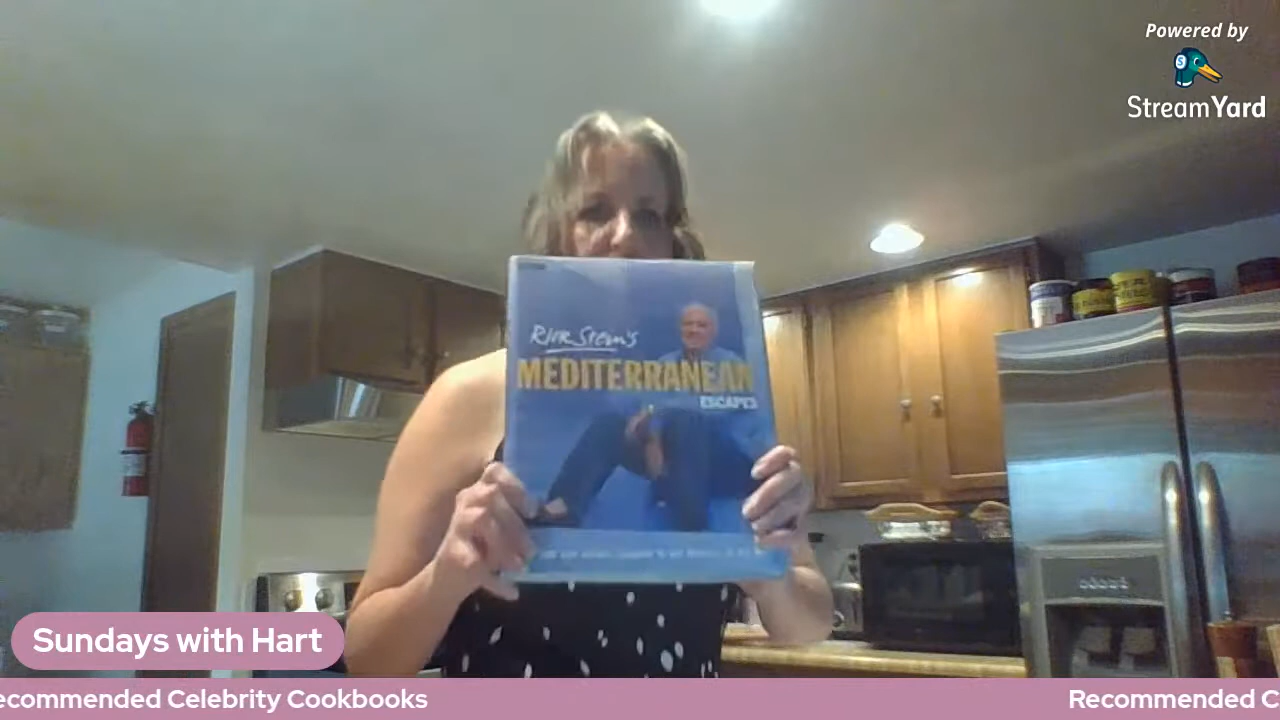 Powered by
StreamYard
Rick Stein's
MEDITERRANEAN
ESCAPES
Sundays with Hart
ecommended Celebrity Cookbooks
Recommended C